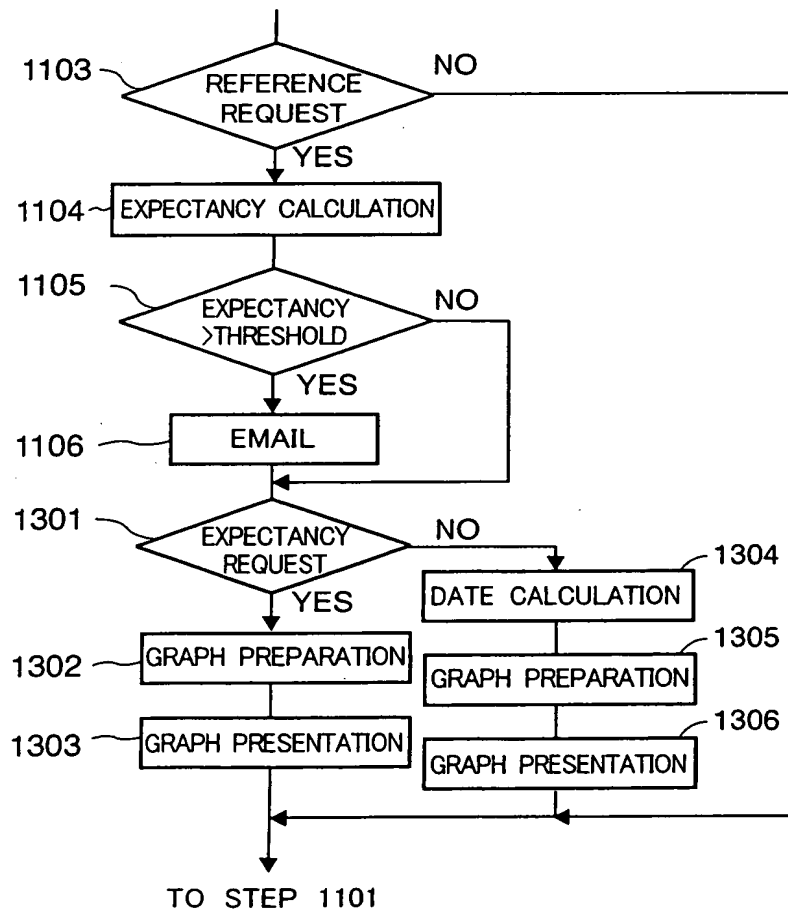 1103
REFERENCE
REQUEST
NO
YES
1104
EXPECTANCY CALCULATION
1105
EXPECTANCY
>THRESHOLD
NO
YES
1106
EMAIL
1301
EXPECTANCY
REQUEST
NO
YES
1304
DATE CALCULATION
1302
GRAPH PREPARATION
1305
GRAPH PREPARATION
1303
GRAPH PRESENTATION
1306
GRAPH PRESENTATION
TO STEP 1101